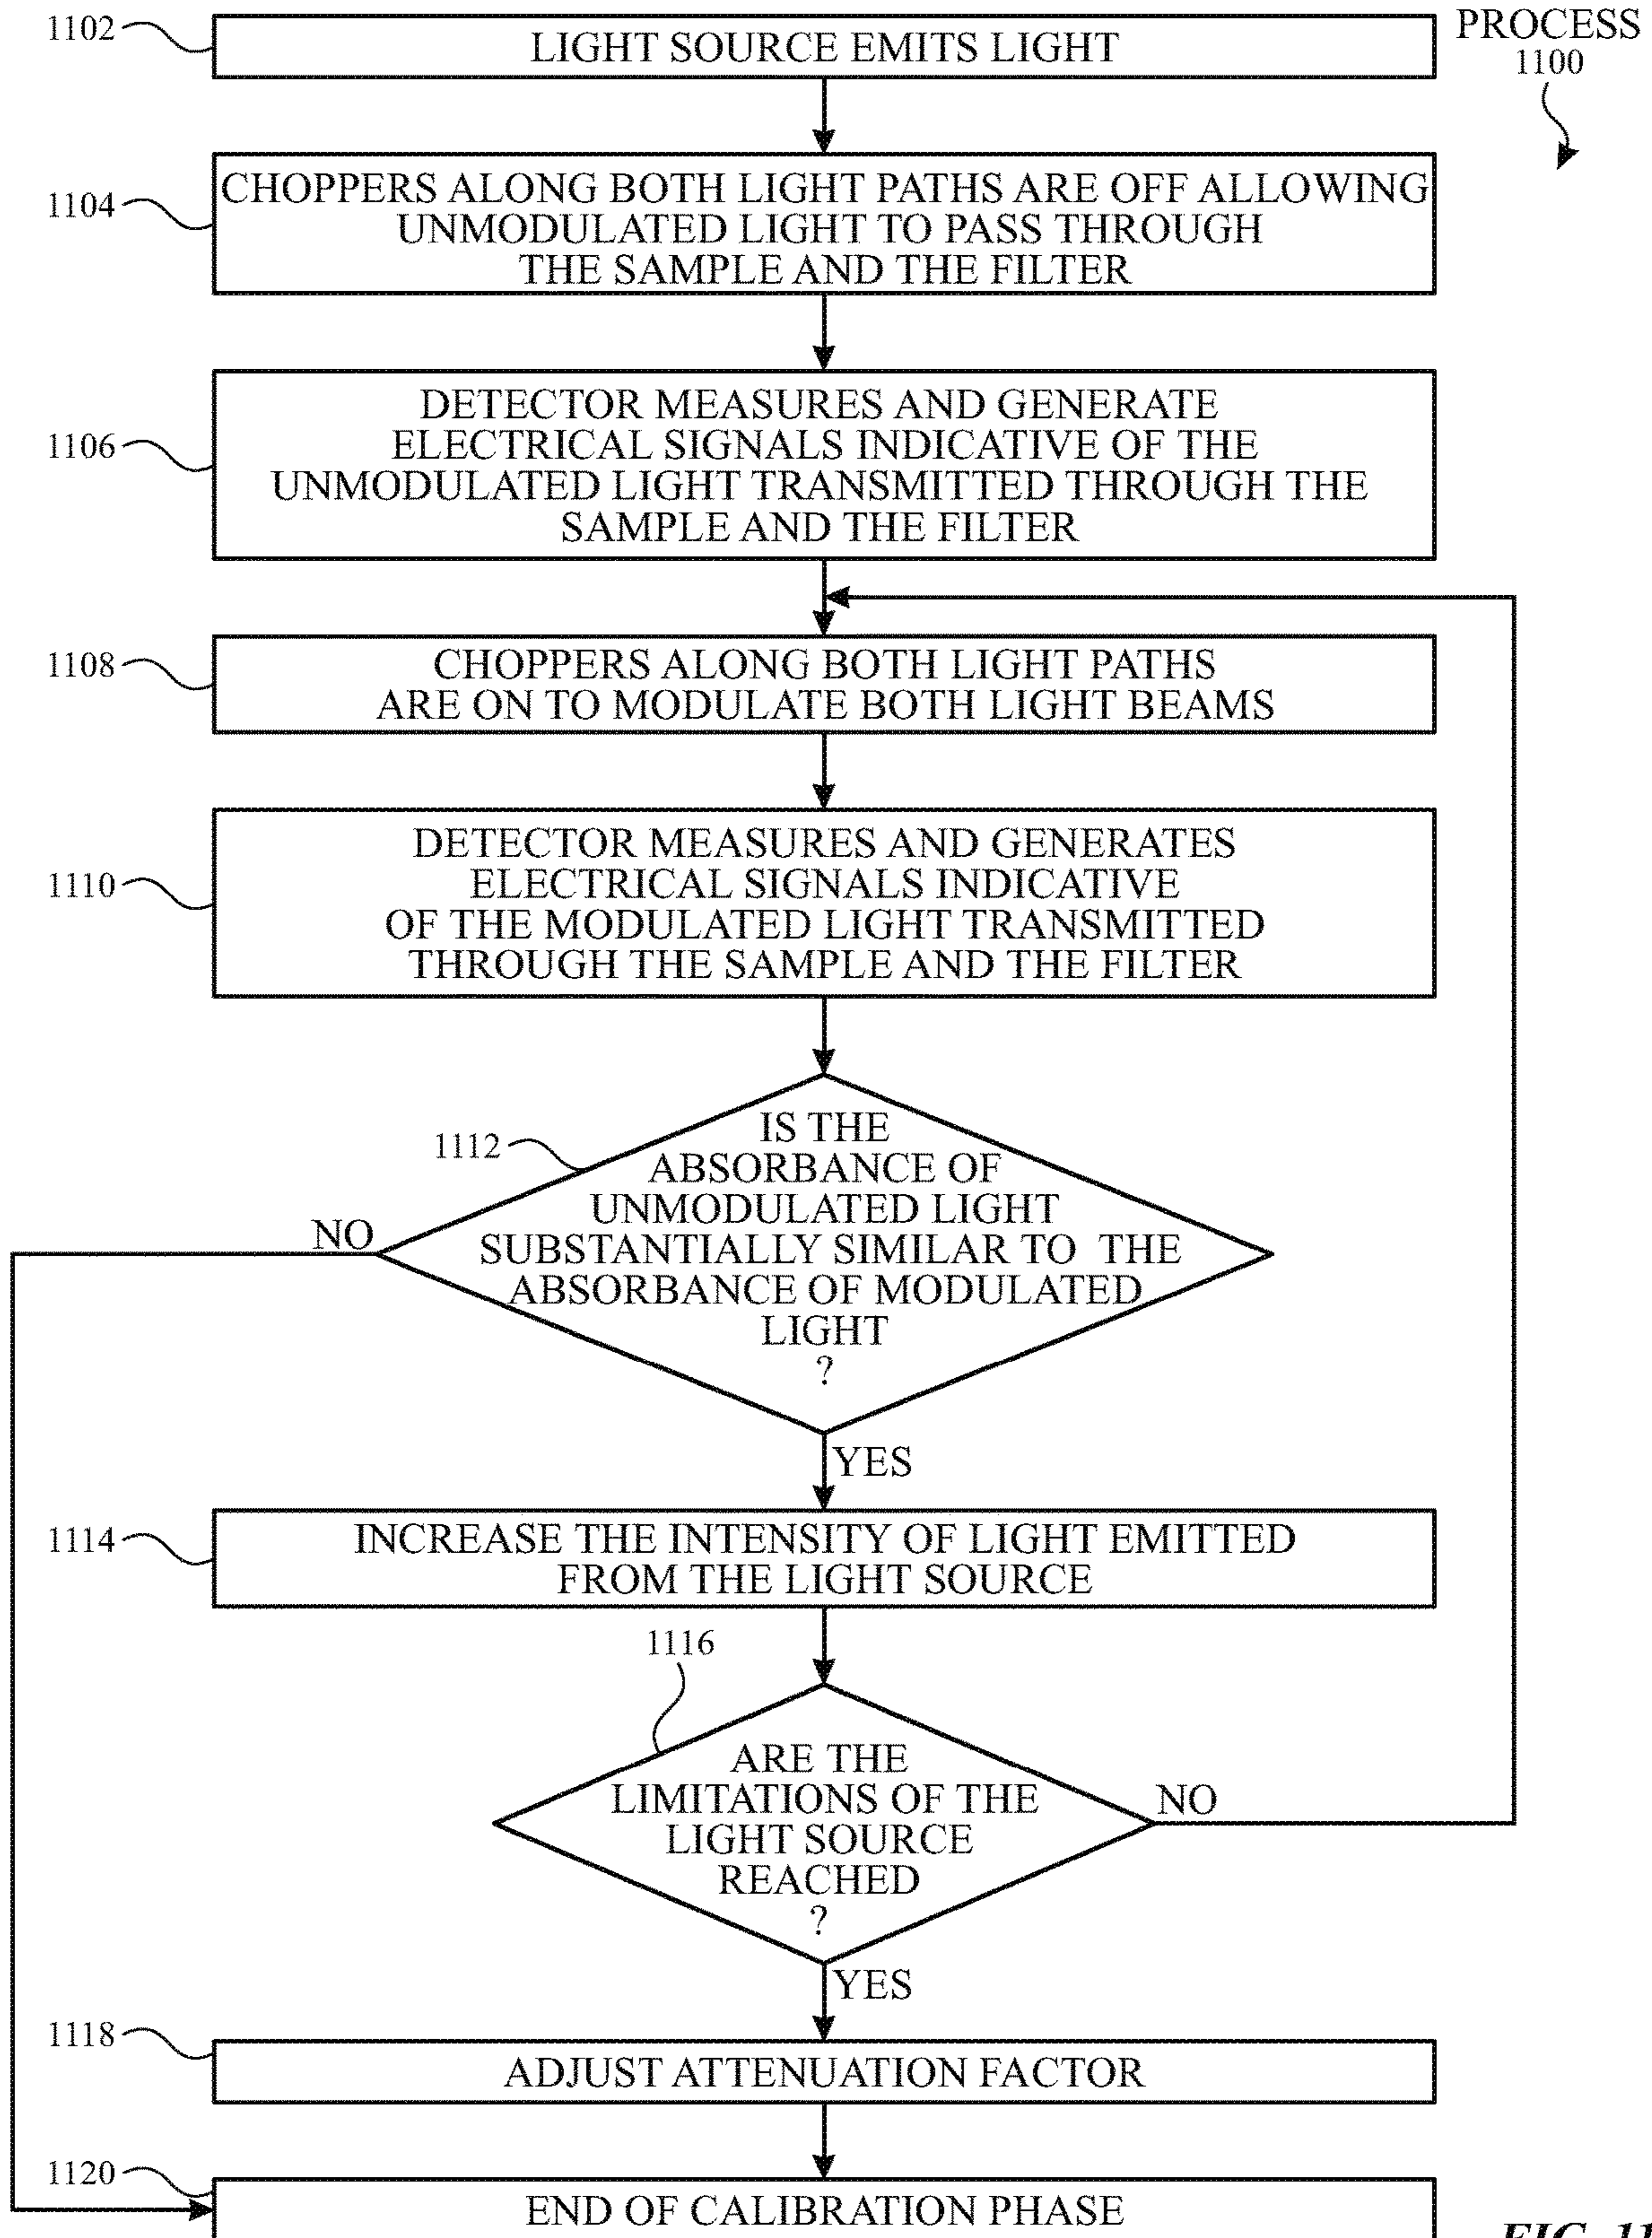 1102
LIGHT SOURCE EMITS LIGHT
PROCESS
1100
1104
CHOPPERS ALONG BOTH LIGHT PATHS ARE OFF ALLOWING
UNMODULATED LIGHT TO PASS THROUGH
THE SAMPLE AND THE FILTER
1106
DETECTOR MEASURES AND GENERATE
ELECTRICAL SIGNALS INDICATIVE OF THE
UNMODULATED LIGHT TRANSMITTED THROUGH THE
SAMPLE AND THE FILTER
1108
CHOPPERS ALONG BOTH LIGHT PATHS
ARE ON TO MODULATE BOTH LIGHT BEAMS
1110
DETECTOR MEASURES AND GENERATES
ELECTRICAL SIGNALS INDICATIVE
OF THE MODULATED LIGHT TRANSMITTED
THROUGH THE SAMPLE AND THE FILTER
1112
IS THE
ABSORBANCE OF
UNMODULATED LIGHT
SUBSTANTIALLY SIMILAR TO THE
ABSORBANCE OF MODULATED
LIGHT
?
NO
YES
1114
INCREASE THE INTENSITY OF LIGHT EMITTED
FROM THE LIGHT SOURCE
1116
ARE THE
LIMITATIONS OF THE
LIGHT SOURCE
REACHED
?
NO
YES
1118
ADJUST ATTENUATION FACTOR
1120
END OF CALIBRATION PHASE
FIG. 11